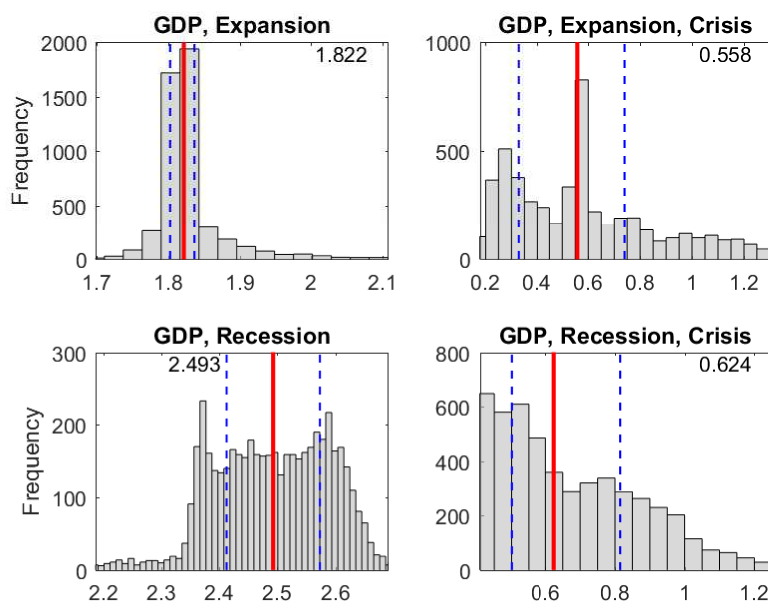 GDP, Expansion
1.822
2000
1500
1000
500
0
Frequency
1.7 1.8 1.9 2 2.1
GDP, Expansion, Crisis
0.558
1000
500
0
0.2 0.4 0.6 0.8 1 1.2
GDP, Recession
2.493
300
200
100
0
Frequency
2.2 2.3 2.4 2.5 2.6
GDP, Recession, Crisis
0.624
800
600
400
200
0
0.6 0.8 1 1.2